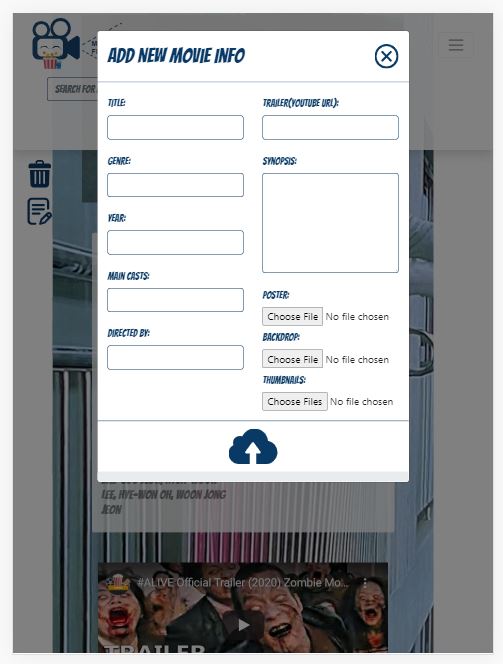 ADD NEW MOVIE INFO
SEARCH FOR
TITLE:
GENRE:
YEAR:
MAIN CASTS:
DIRECTED BY:
TRAILER(YOUTUBE URL):
SYNOPSIS:
POSTER:
Choose File No file chosen
BACKDROP:
Choose File No file chosen
THUMBNAILS:
Choose Files No file chosen
LEE, HYE-WON OH, WOON JONG
JEON
#ALIVE Official Trailer (2020) Zombie Mo...
TRAILER